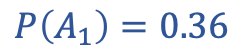 P(A₁) = 0.36